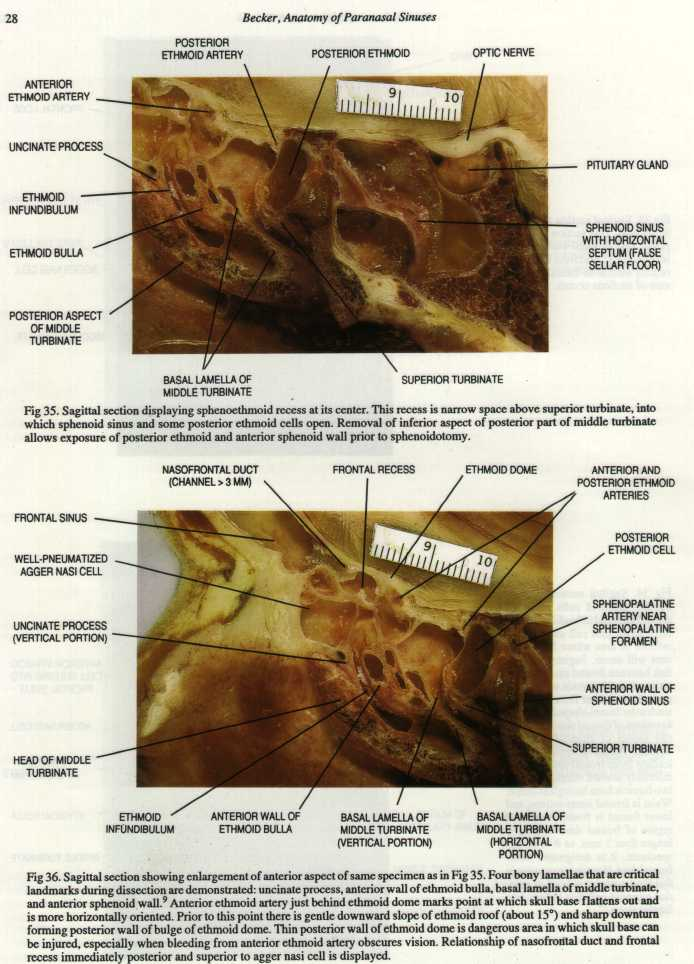 28
Becker, Anatomy of Paranasal Sinuses
POSTERIOR
ETHMOID ARTERY
POSTERIOR ETHMOID
OPTIC NERVE
ANTERIOR
ETHMOID ARTERY
9 10
UNCINATE PROCESS
PITUITARY GLAND
ETHMOID
INFUNDIBULUM
SPHENOID SINUS
WITH HORIZONTAL
SEPTUM (FALSE
SELLAR FLOOR)
ETHMOID BULLA
POSTERIOR ASPECT
OF MIDDLE
TURBINATE
BASAL LAMELLA OF
MIDDLE TURBINATE
SUPERIOR TURBINATE
Fig 35. Sagittal section displaying sphenoethmoid recess at its center. This recess is narrow space above superior turbinate, into
which sphenoid sinus and some posterior ethmoid cells open. Removal of inferior aspect of posterior part of middle turbinate
allows exposure of posterior ethmoid and anterior sphenoid wall prior to sphenoidotomy.
NASOFRONTAL DUCT
(CHANNEL > 3 MM)
FRONTAL RECESS
ETHMOID DOME
ANTERIOR AND
POSTERIOR ETHMOID
ARTERIES
FRONTAL SINUS
POSTERIOR
ETHMOID CELL
9 10
WELL-PNEUMATIZED
AGGER NASI CELL
SPHENOPALATINE
ARTERY NEAR
SPHENOPALATINE
FORAMEN
UNCINATE PROCESS
(VERTICAL PORTION)
ANTERIOR WALL OF
SPHENOID SINUS
SUPERIOR TURBINATE
HEAD OF MIDDLE
TURBINATE
ETHMOID
INFUNDIBULUM
ANTERIOR WALL OF
ETHMOID BULLA
BASAL LAMELLA OF
MIDDLE TURBINATE
(VERTICAL PORTION)
BASAL LAMELLA OF
MIDDLE TURBINATE
(HORIZONTAL
PORTION)
Fig 36. Sagittal section showing enlargement of anterior aspect of same specimen as in Fig 35. Four bony lamellae that are critical
landmarks during dissection are demonstrated: uncinate process, anterior wall of ethmoid bulla, basal lamella of middle turbinate,
and anterior sphenoid wall.⁹ Anterior ethmoid artery just behind ethmoid dome marks point at which skull base flattens out and
is more horizontally oriented. Prior to this point there is gentle downward slope of ethmoid roof (about 15°) and sharp downturn
forming posterior wall of bulge of ethmoid dome. Thin posterior wall of ethmoid dome is dangerous area in which skull base can
be injured, especially when bleeding from anterior ethmoid artery obscures vision. Relationship of nasofrontal duct and frontal
recess immediately posterior and superior to agger nasi cell is displayed.